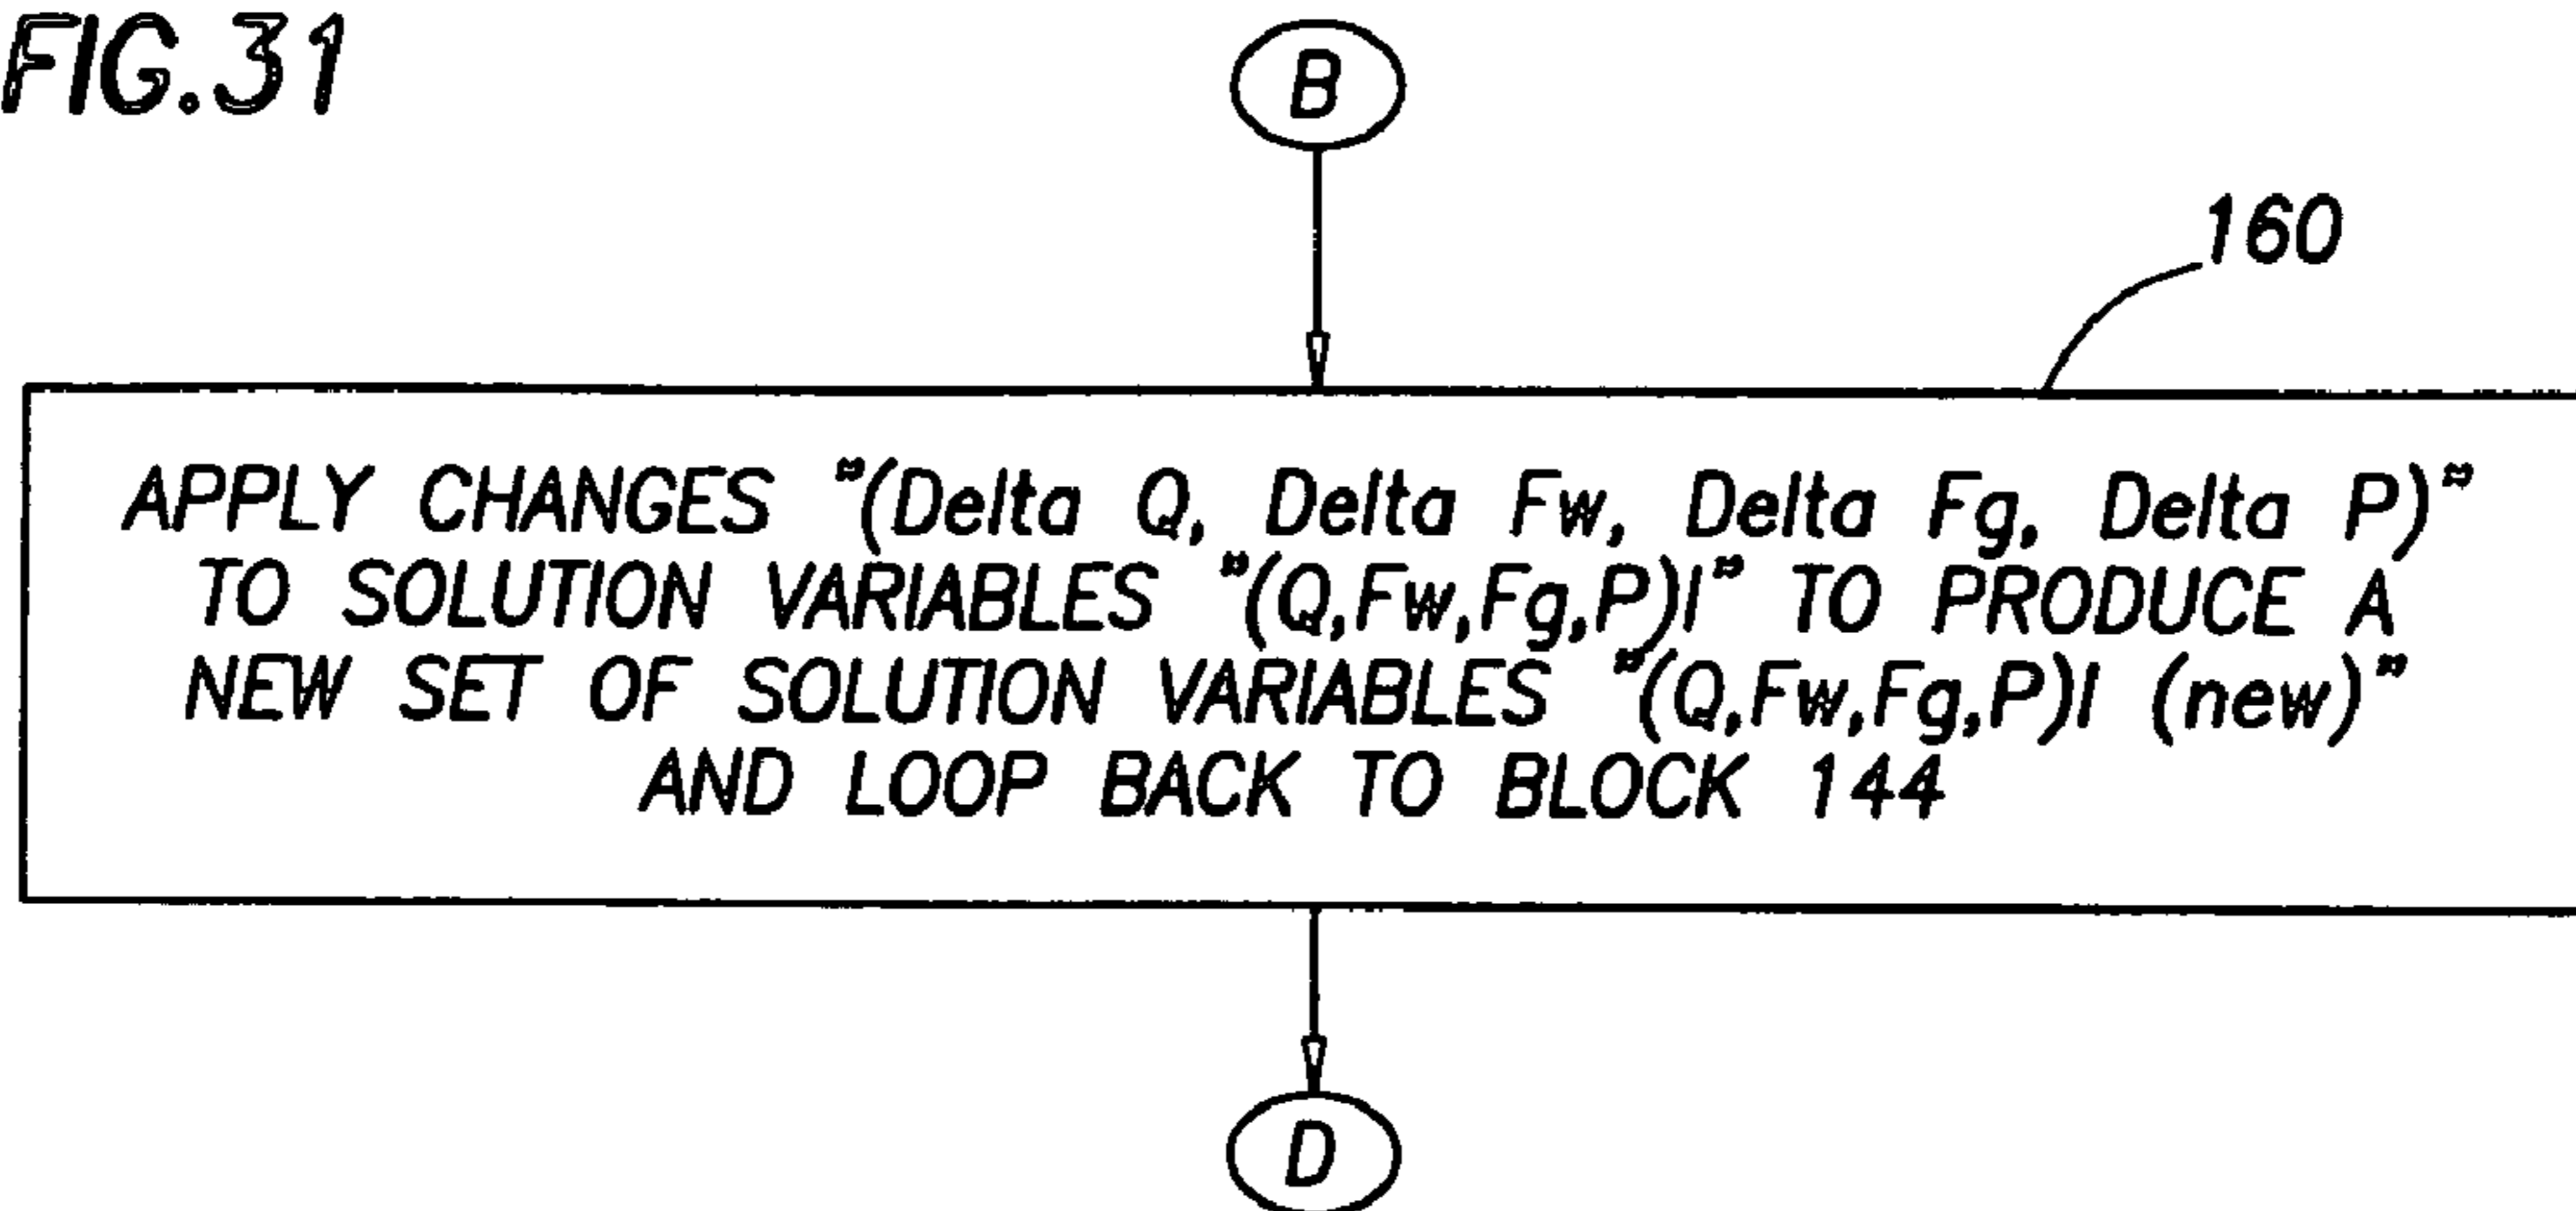 FIG.31
B
160
APPLY CHANGES "(Delta Q, Delta Fw, Delta Fg, Delta P)"
TO SOLUTION VARIABLES "(Q,Fw,Fg,P)I" TO PRODUCE A
NEW SET OF SOLUTION VARIABLES "(Q,Fw,Fg,P)I (new)"
AND LOOP BACK TO BLOCK 144
D